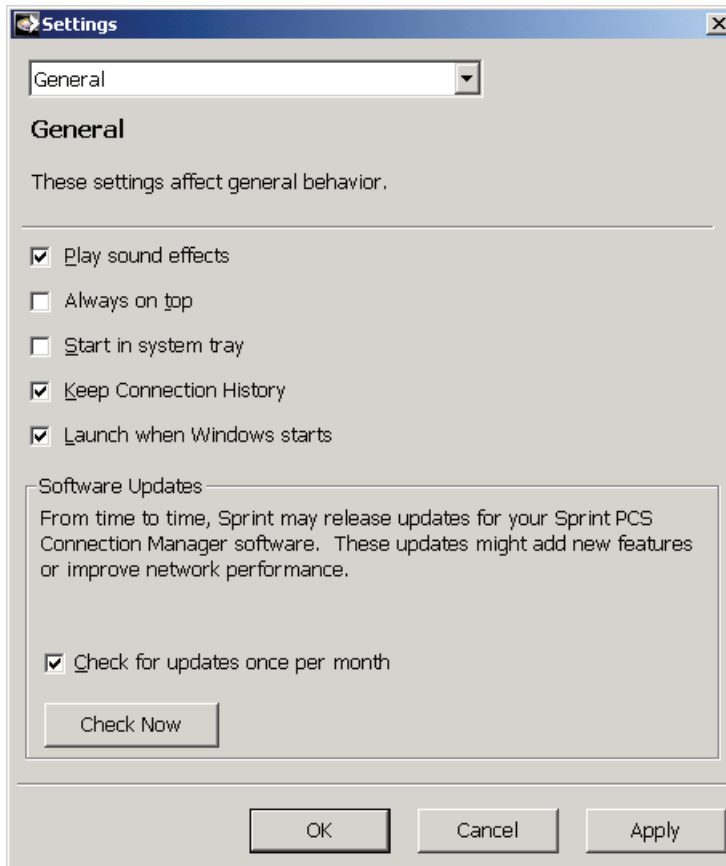 Settings
General
General
These settings affect general behavior.
Play sound effects
Always on top
Start in system tray
Keep Connection History
Launch when Windows starts
Software Updates
From time to time, Sprint may release updates for your Sprint PCS
Connection Manager software.  These updates might add new features
or improve network performance.
Check for updates once per month
Check Now
OK
Cancel
Apply